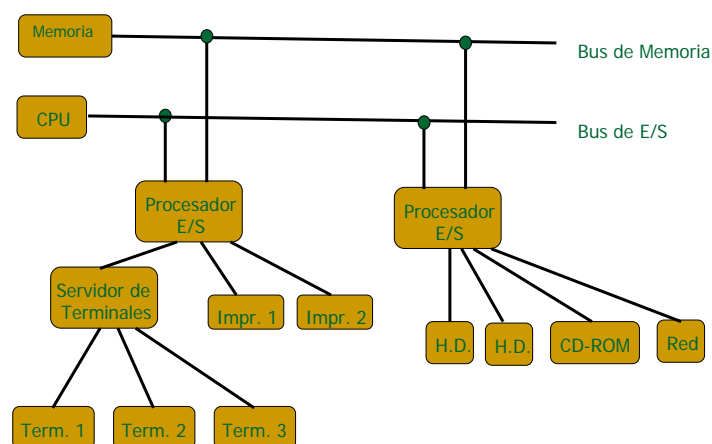 Memoria
Bus de Memoria
CPU
Bus de E/S
Procesador
E/S
Procesador
E/S
Servidor de
Terminales
Impr. 1
Impr. 2
H.D.
H.D.
CD-ROM
Red
Term. 1
Term. 2
Term. 3